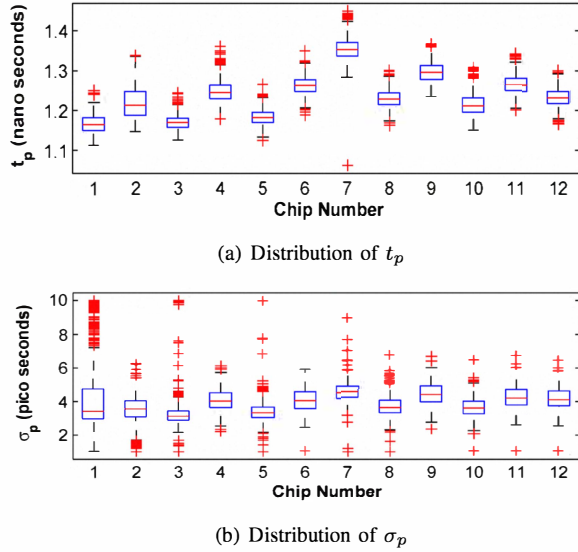 1.4
1.3
1.2
1.1
t_p (nano seconds)
1 2 3 4 5 6 7 8 9 10 11 12
Chip Number
(a) Distribution of t_p
10
8
6
4
2
σ_p (pico seconds)
1 2 3 4 5 6 7 8 9 10 11 12
Chip Number
(b) Distribution of σ_p